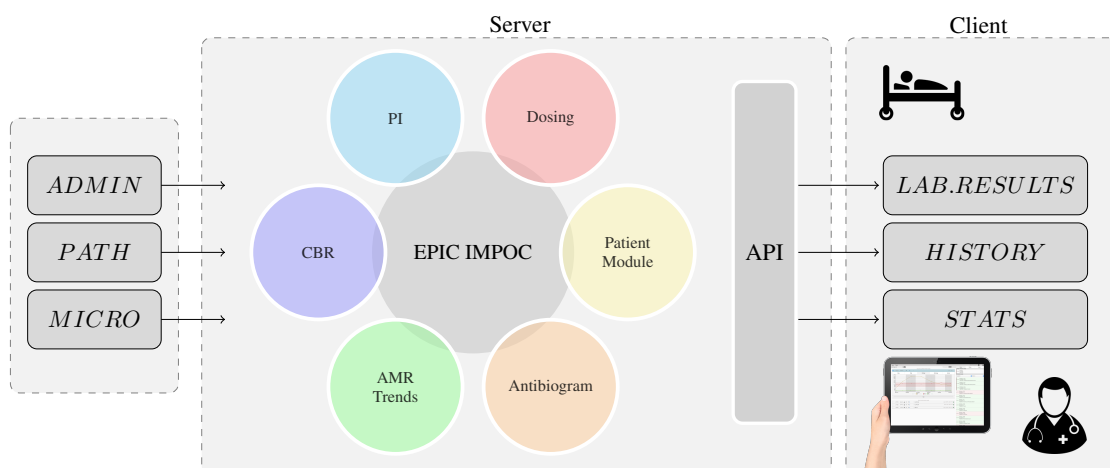 Server
Client
PI
Dosing
ADMIN
PATH
MICRO
CBR
EPIC IMPOC
Patient
Module
AMR
Trends
Antibiogram
API
LAB.RESULTS
HISTORY
STATS